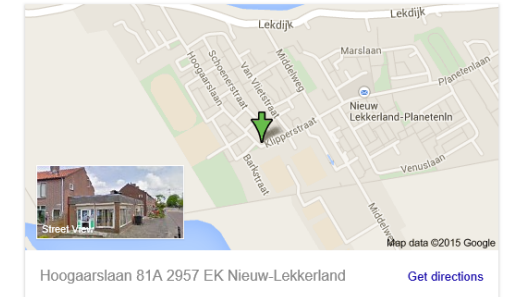 Lekdijk
Lekdijk
Marslaan
Middelweg
Van Vlietstraat
Schoenerstraat
Hoogaarslaan
Planetenlaan
Nieuw
Lekkerland-Planetenln
Klipperstraat
Barkstraat
Venuslaan
Middelweg
Street View
Map data ©2015 Google
Hoogaarslaan 81A 2957 EK Nieuw-Lekkerland
Get directions